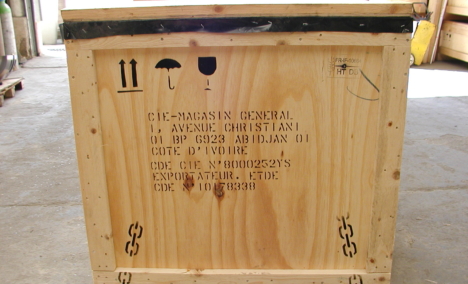 CIE-MAGASIN GENERAL
1, AVENUE CHRISTIANI
01 BP 6923 ABIDJAN 01
COTE D'IVOIRE
CDE CIE N°8000252YS
EXPORTATEUR. ETDE
CDE N°10178338